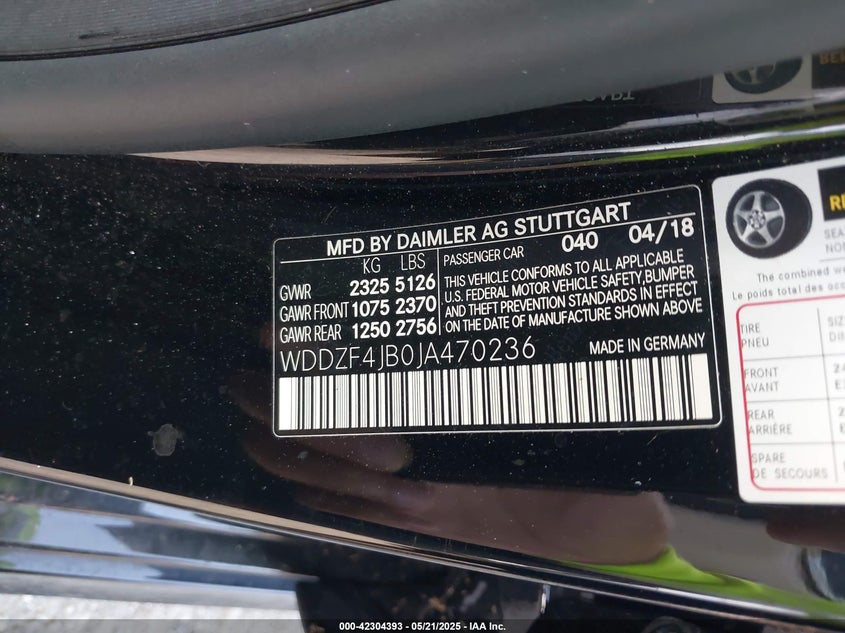 MFD BY DAIMLER AG STUTTGART
KG LBS
GVWR 2325 5126
GAWR FRONT 1075 2370
GAWR REAR 1250 2756
PASSENGER CAR 040 04/18
THIS VEHICLE CONFORMS TO ALL APPLICABLE
U.S. FEDERAL MOTOR VEHICLE SAFETY,BUMPER
AND THEFT PREVENTION STANDARDS IN EFFECT
ON THE DATE OF MANUFACTURE SHOWN ABOVE
WDDZF4JB0JA470236
MADE IN GERMANY
The combined
Le poids total des
TIRE
PNEU
FRONT
AVANT
REAR
ARRIÈRE
SPARE
DE SECOURS
000-42304393 - 05/21/2025 - IAA Inc.